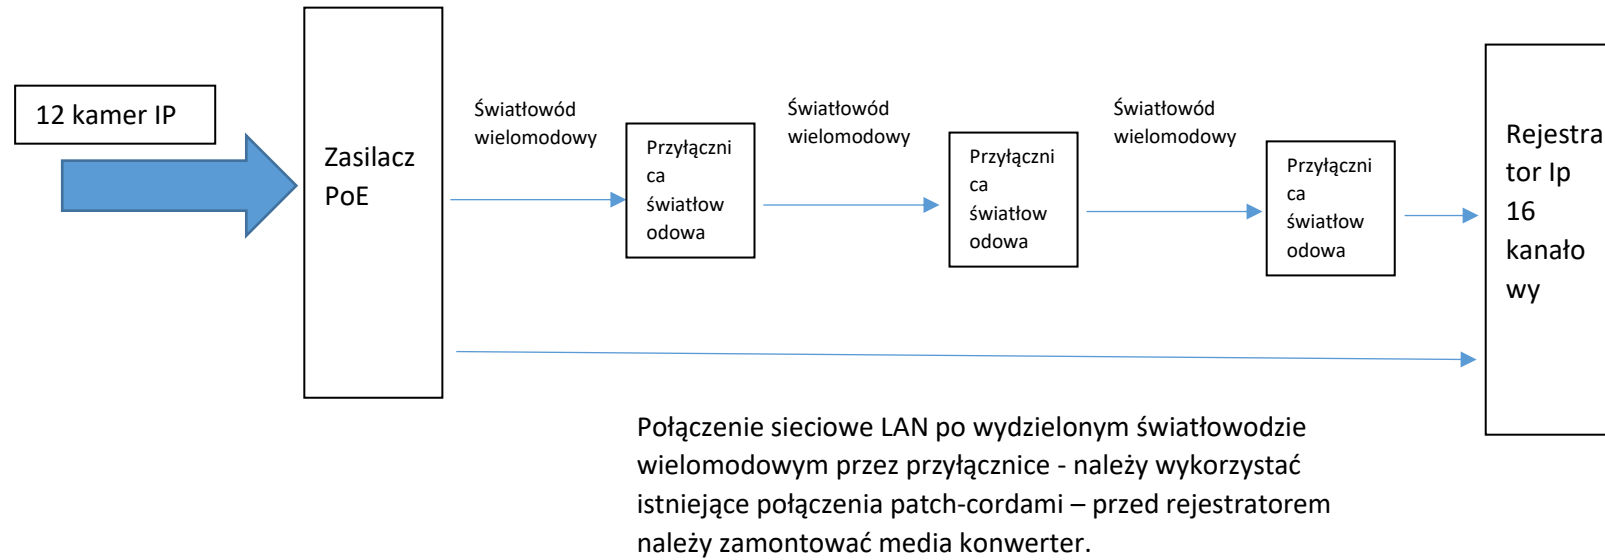 12 kamer IP
Zasilacz
PoE
Światłowód
wielomodowy
Przyłączni
ca
światłow
odowa
Światłowód
wielomodowy
Przyłączni
ca
światłow
odowa
Światłowód
wielomodowy
Przyłączni
ca
światłow
odowa
Rejestra
tor Ip
16
kanało
wy
Połączenie sieciowe LAN po wydzielonym światłowodzie
wielomodowym przez przyłącznice - należy wykorzystać
istniejące połączenia patch-cordami – przed rejestratorem
należy zamontować media konwerter.